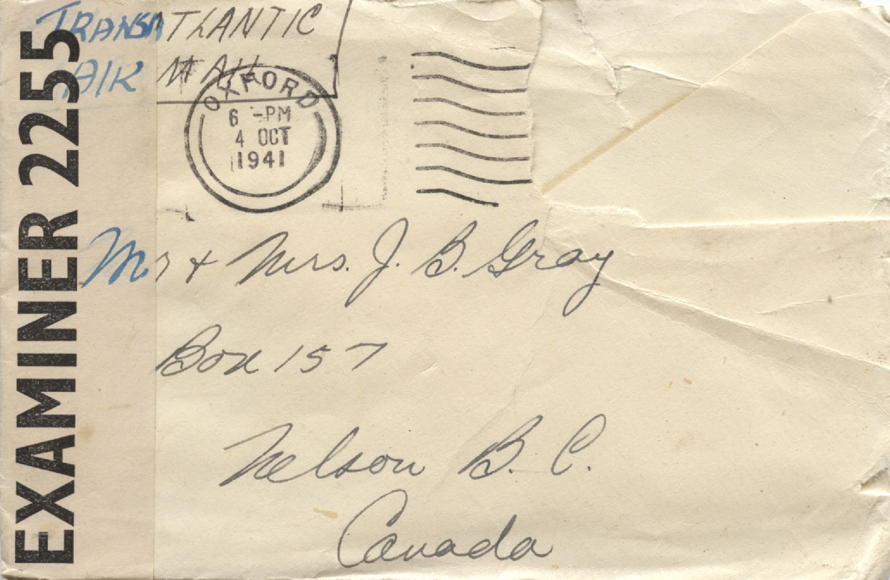 TRANSATLANTIC
AIR MAIL
OXFORD
6 - PM
4 OCT
1941
EXAMINER 2255
Mr + Mrs. J. B. Gray
Box 157
Nelson B. C.
Canada